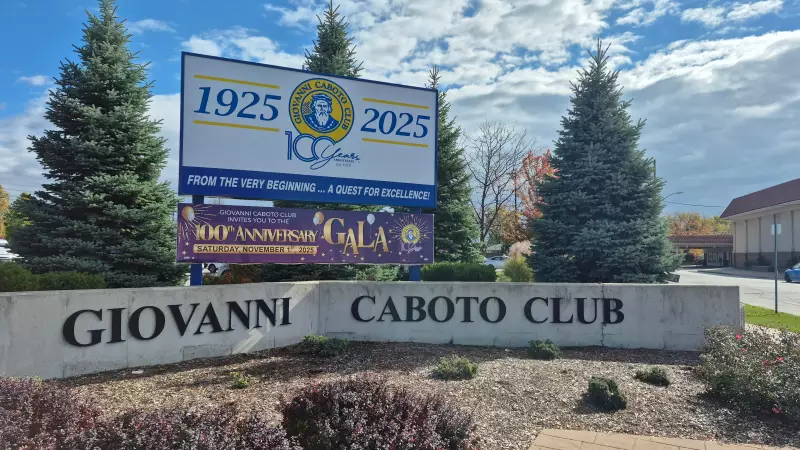 1925
GIOVANNI CABOTO CLUB
2025
100 Years
FROM THE VERY BEGINNING ... A QUEST FOR EXCELLENCE!
GIOVANNI CABOTO CLUB
INVITES YOU TO THE
100TH ANNIVERSARY
GALA
SATURDAY, NOVEMBER 1ST, 2025
GIOVANNI CABOTO CLUB